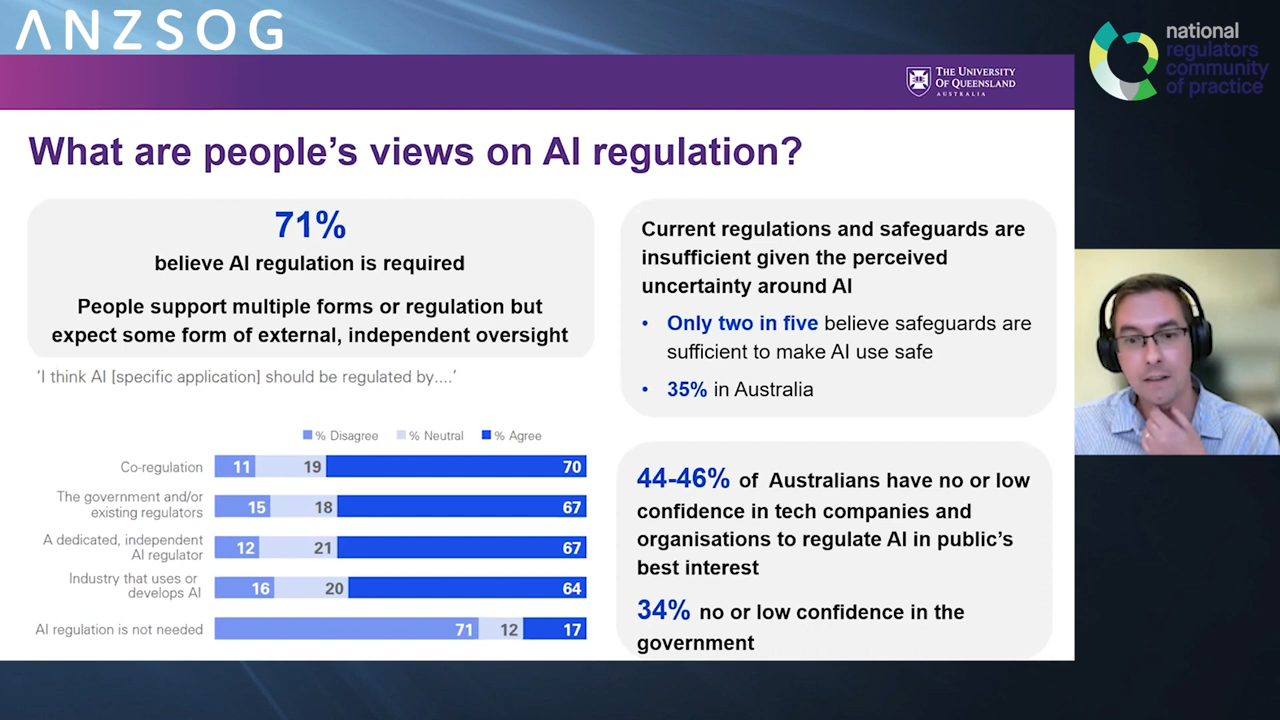 ANZSOG
national
regulators
community
of practice
THE UNIVERSITY
OF QUEENSLAND
AUSTRALIA
What are people's views on AI regulation?
71%
believe AI regulation is required
People support multiple forms or regulation but
expect some form of external, independent oversight
'I think AI [specific application] should be regulated by....'
% Disagree % Neutral % Agree
Co-regulation 11 19 70
The government and/or
existing regulators 15 18 67
A dedicated, independent
AI regulator 12 21 67
Industry that uses or
develops AI 16 20 64
AI regulation is not needed 71 12 17
Current regulations and safeguards are
insufficient given the perceived
uncertainty around AI
• Only two in five believe safeguards are
sufficient to make AI use safe
• 35% in Australia
44-46% of Australians have no or low
confidence in tech companies and
organisations to regulate AI in public's
best interest
34% no or low confidence in the
government